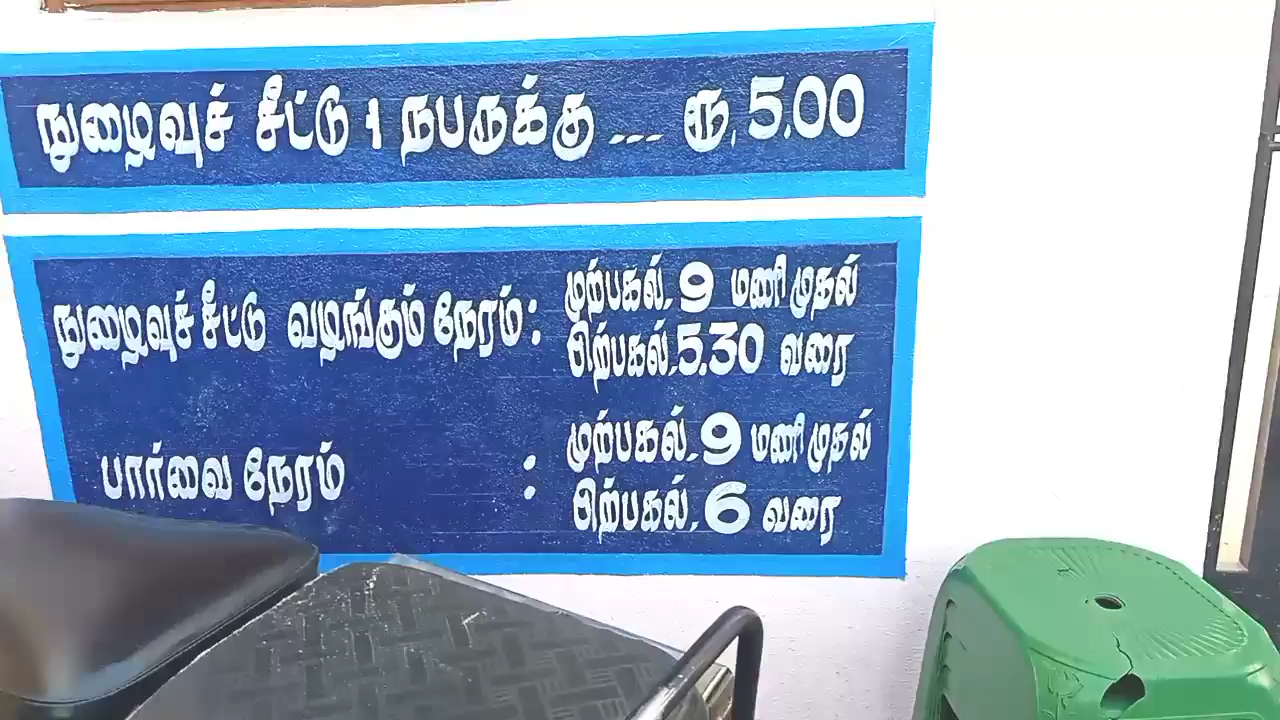 நுழைவுச் சீட்டு 1 நபருக்கு ... ரூ. 5.00
நுழைவுச் சீட்டு வழங்கும் நேரம் : முற்பகல். 9 மணி முதல்
பிற்பகல். 5.30 வரை
பார்வை நேரம் : முற்பகல். 9 மணி முதல்
பிற்பகல். 6 வரை